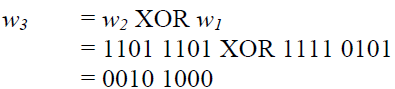 w3 = w2 XOR w1
= 1101 1101 XOR 1111 0101
= 0010 1000